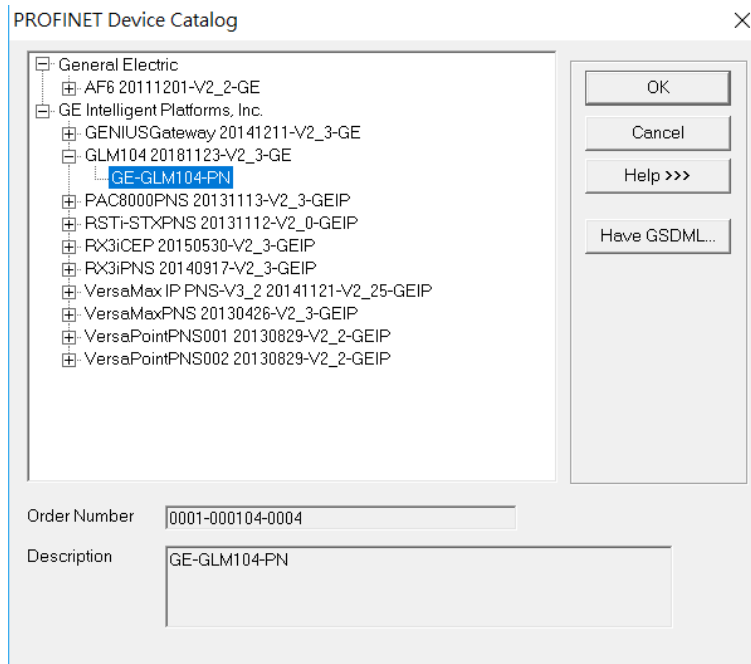 PROFINET Device Catalog
General Electric
AF6 20111201-V2_2-GE
GE Intelligent Platforms, Inc.
GENIUSGateway 20141211-V2_3-GE
GLM104 20181123-V2_3-GE
GE-GLM104-PN
PAC8000PNS 20131113-V2_3-GEIP
RSTi-STXPNS 20131112-V2_0-GEIP
RX3iCEP 20150530-V2_3-GEIP
RX3iPNS 20140917-V2_3-GEIP
VersaMax IP PNS-V3_2 20141121-V2_25-GEIP
VersaMaxPNS 20130426-V2_3-GEIP
VersaPointPNS001 20130829-V2_2-GEIP
VersaPointPNS002 20130829-V2_2-GEIP
OK
Cancel
Help >>>
Have GSDML...
Order Number 0001-000104-0004
Description GE-GLM104-PN